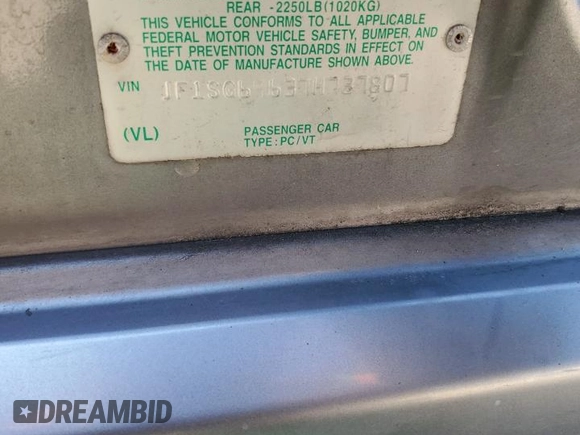 REAR -2250LB(1020KG)
THIS VEHICLE CONFORMS TO ALL APPLICABLE
FEDERAL MOTOR VEHICLE SAFETY, BUMPER, AND
THEFT PREVENTION STANDARDS IN EFFECT ON
THE DATE OF MANUFACTURE SHOWN ABOVE.
VIN
(VL)
PASSENGER CAR
TYPE:PC/VT
DREAMBID